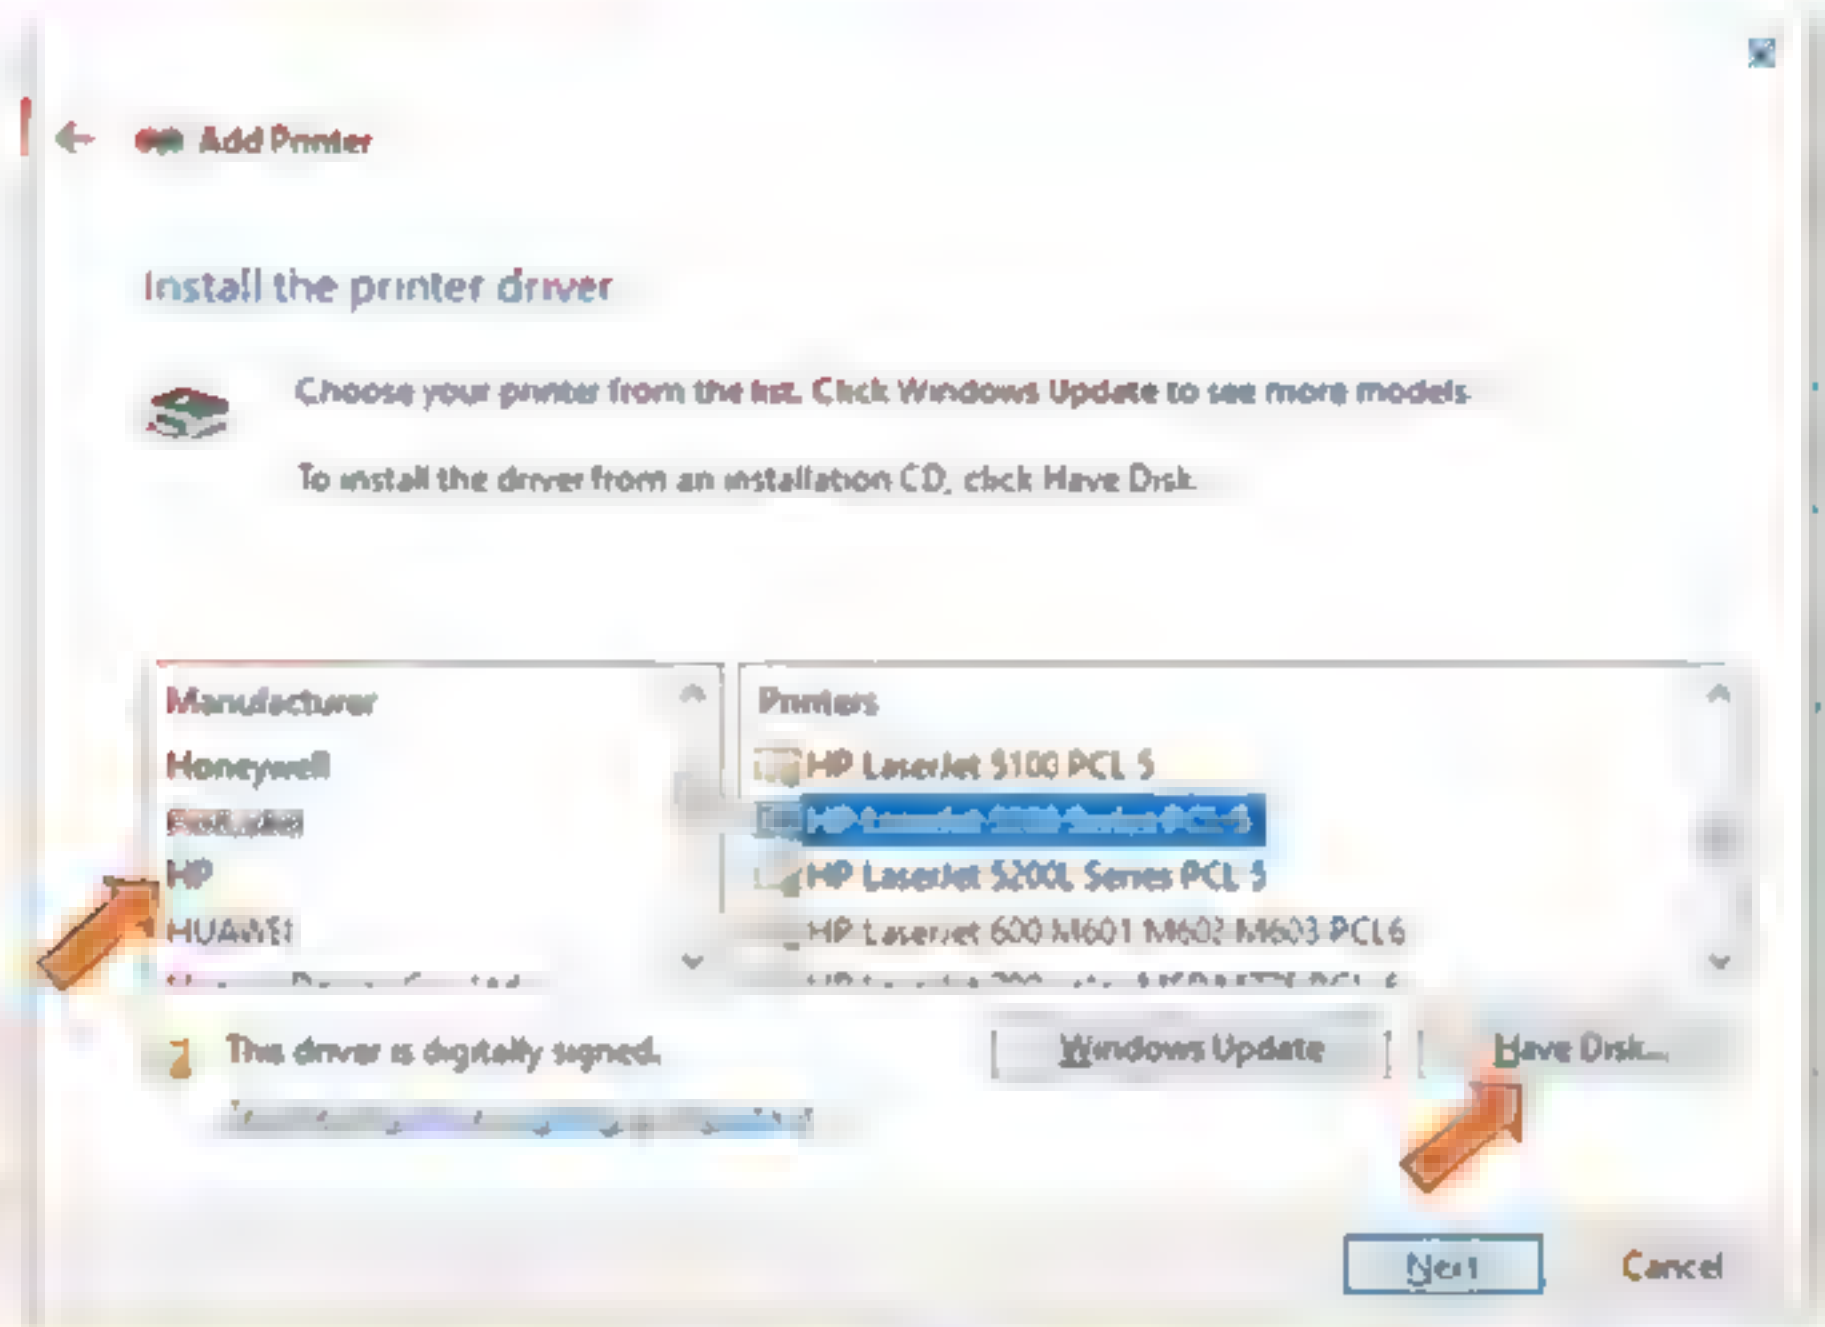 Add Printer
Install the printer driver
Choose your printer from the list. Click Windows Update to see more models.
To install the driver from an installation CD, click Have Disk.
Manufacturer
Honeywell
HP
HUAWEI
Printers
HP LaserJet 5100 PCL 5
HP LaserJet PCL
HP LaserJet 5200L Series PCL 5
HP LaserJet 600 M601 M602 M603 PCL6
This driver is digitally signed.
Windows Update
Have Disk...
Next
Cancel